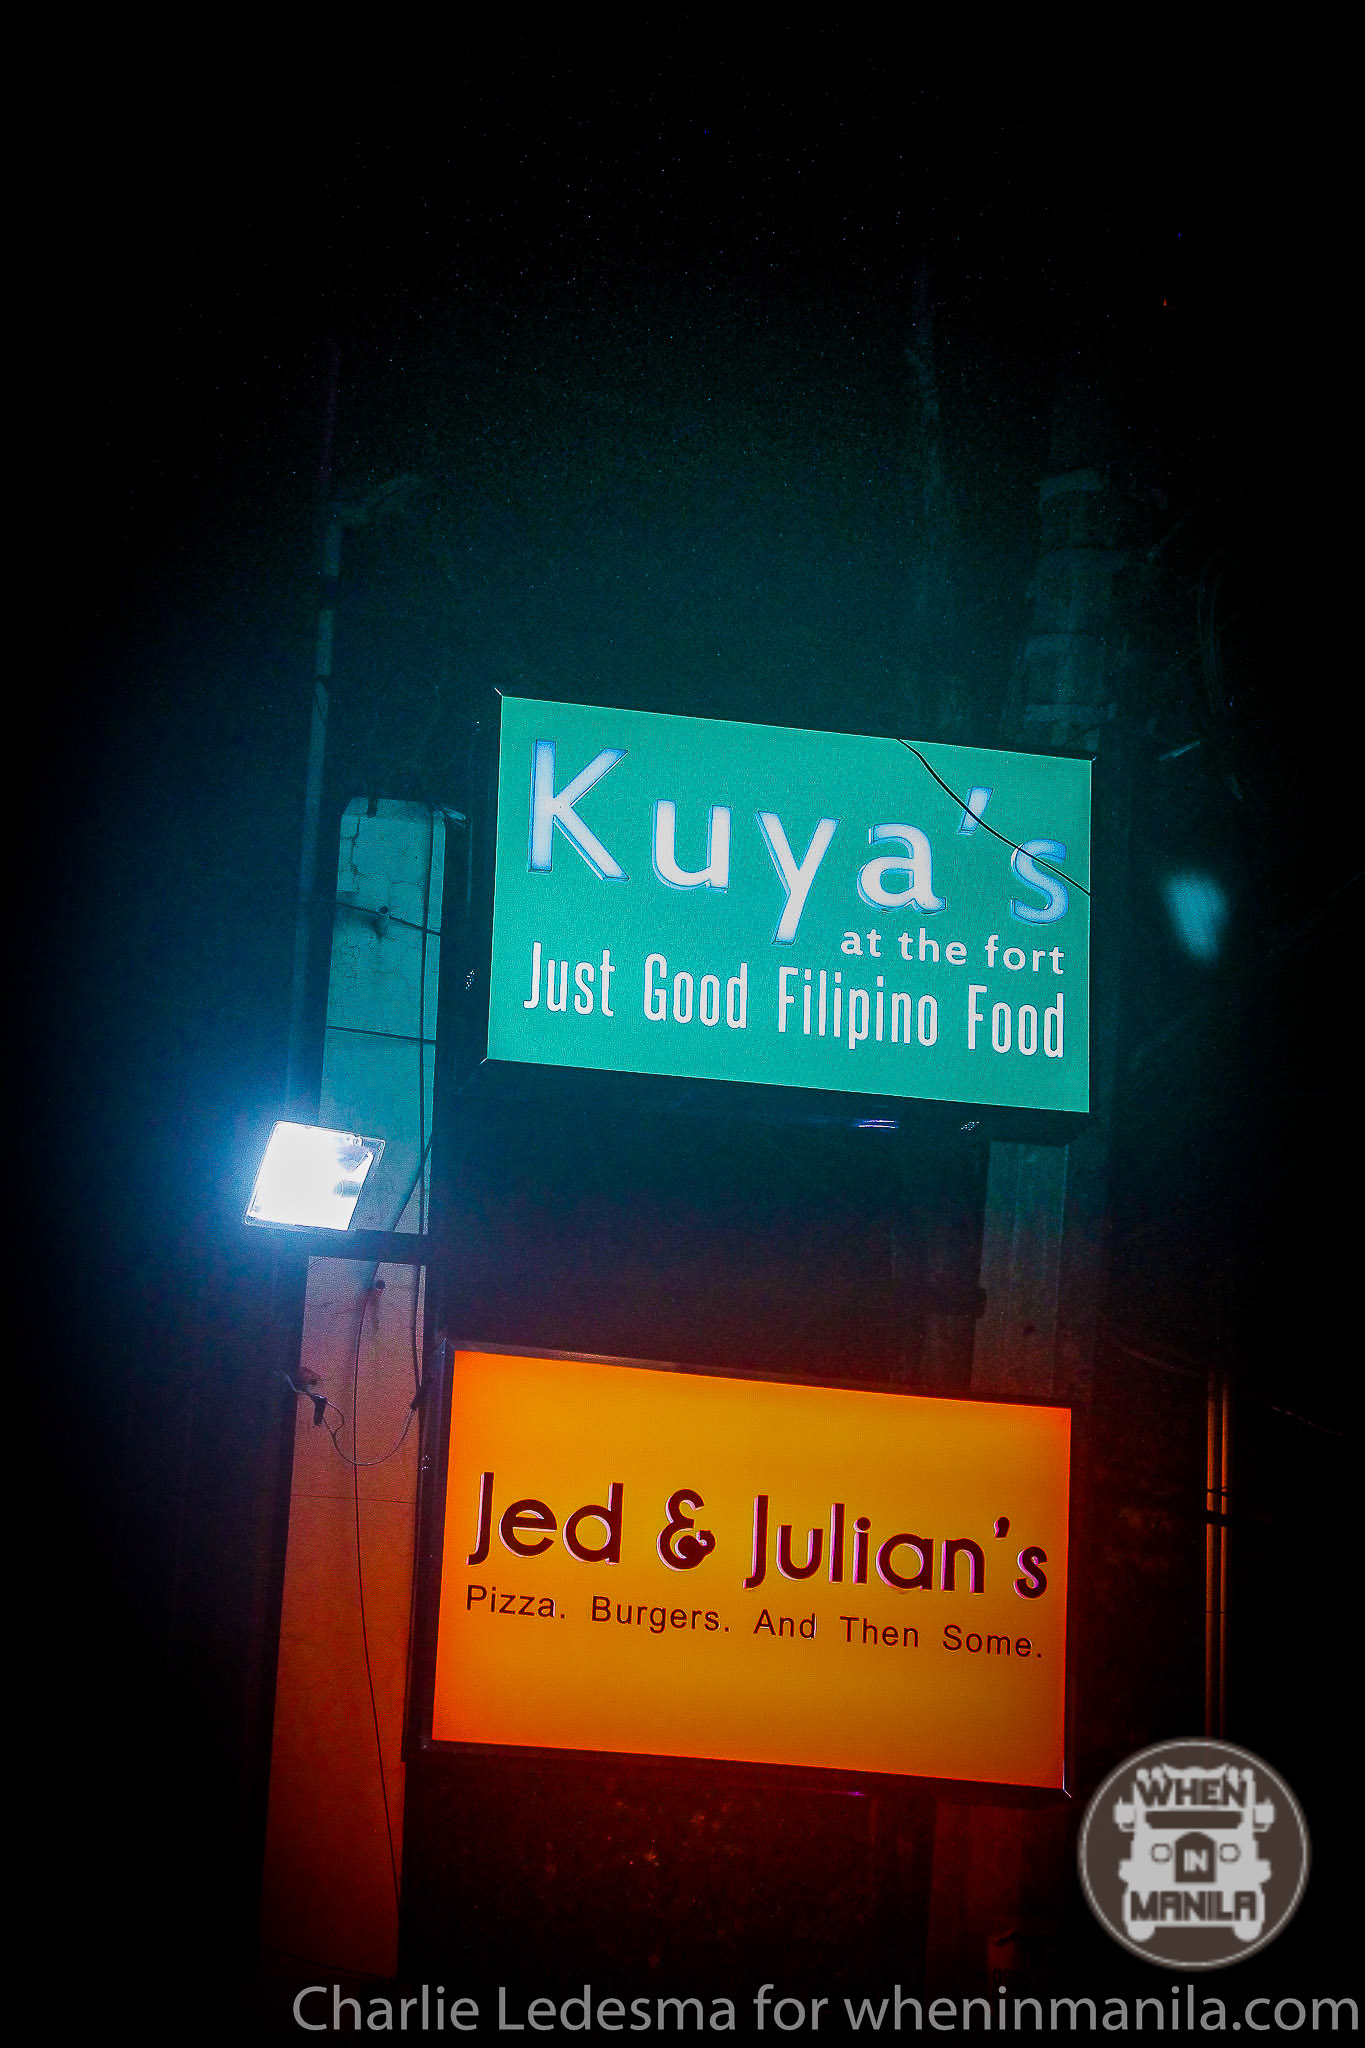 Kuya's
at the fort
Just Good Filipino Food
Jed & Julian's
Pizza. Burgers. And Then Some.
WHEN
IN
MANILA
Charlie Ledesma for wheninmanila.com